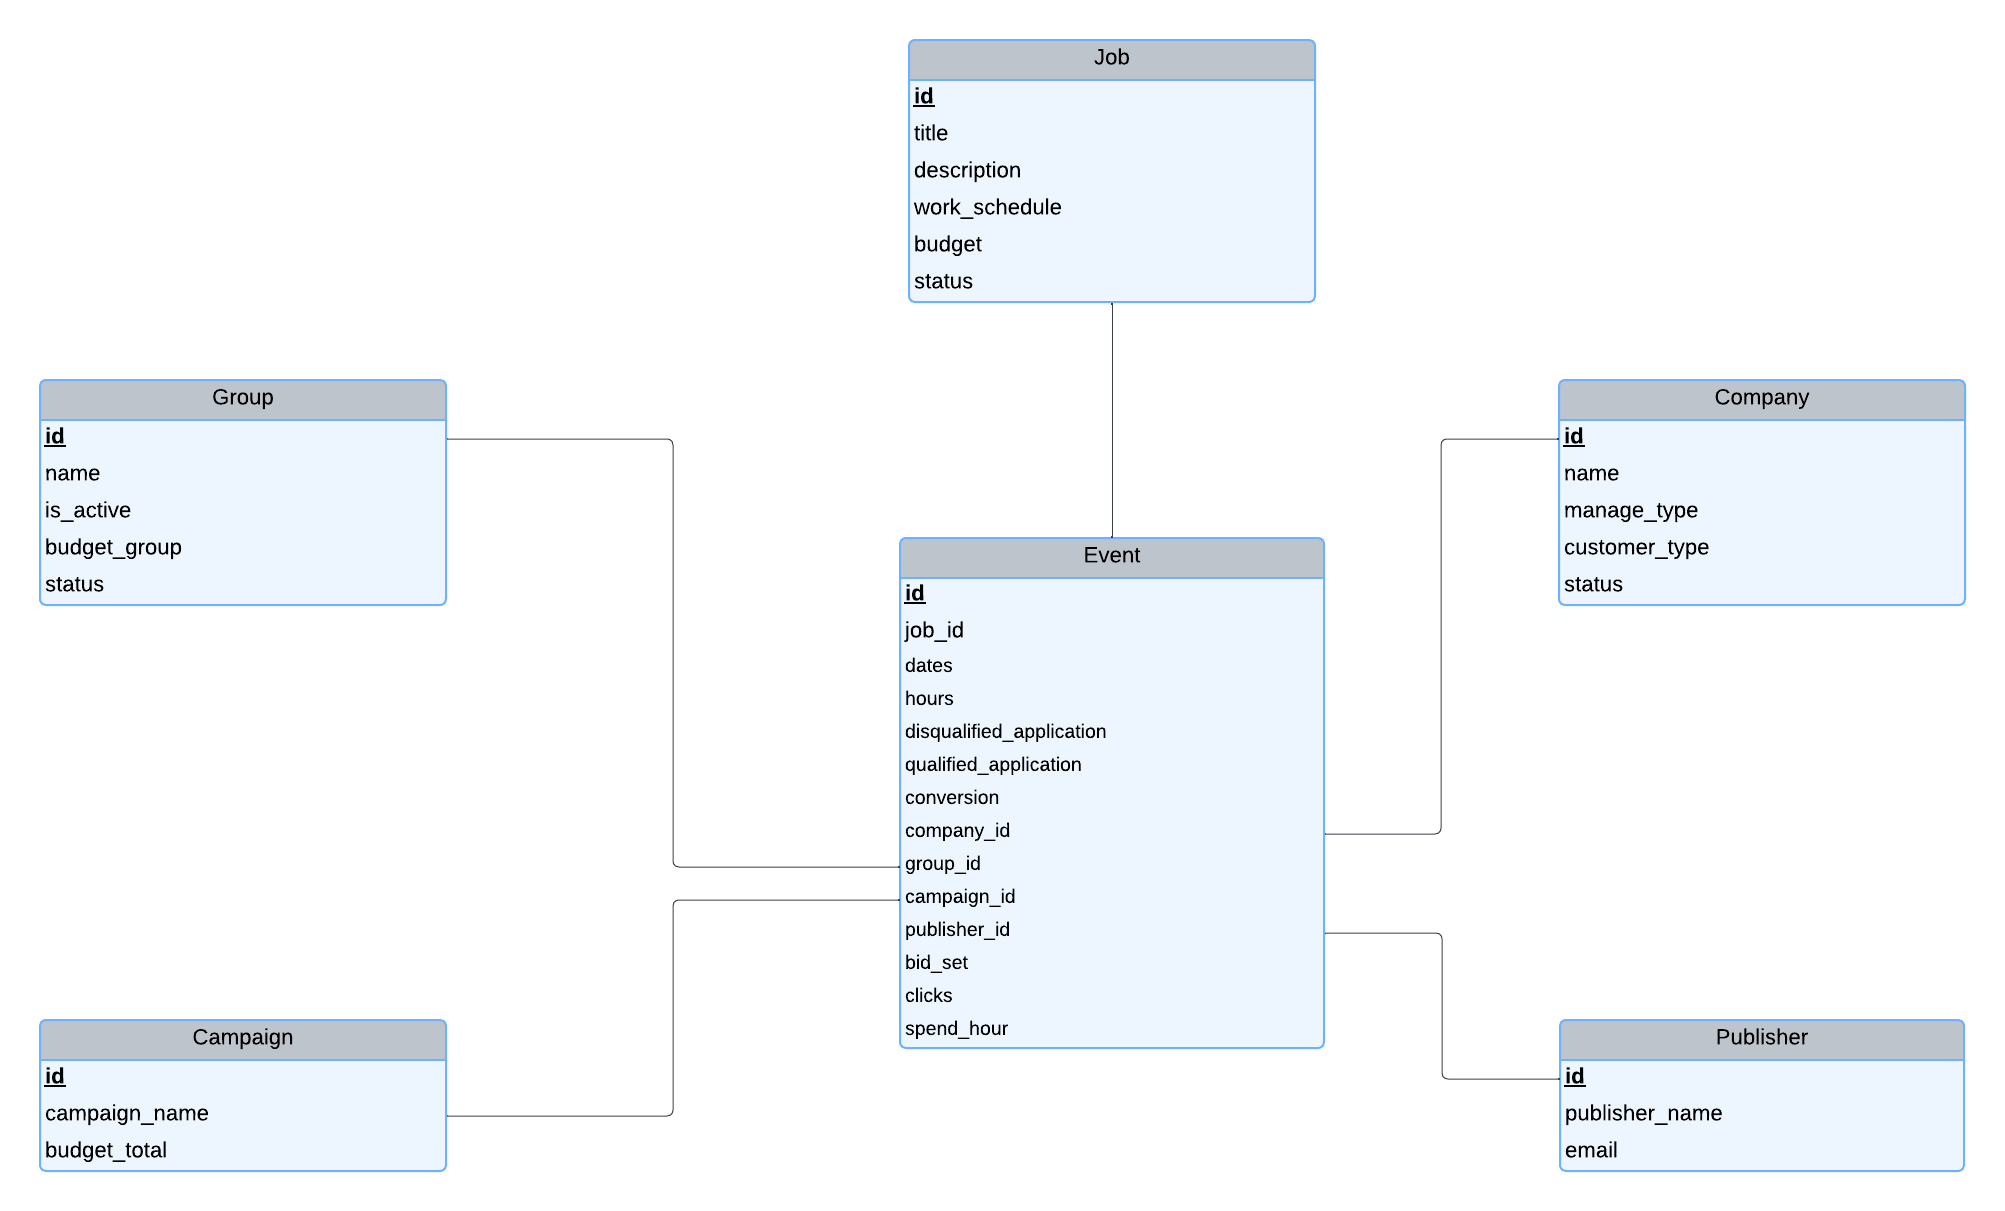 Job
id
title
description
work_schedule
budget
status
Group
id
name
is_active
budget_group
status
Company
id
name
manage_type
customer_type
status
Event
id
job_id
dates
hours
disqualified_application
qualified_application
conversion
company_id
group_id
campaign_id
publisher_id
bid_set
clicks
spend_hour
Campaign
id
campaign_name
budget_total
Publisher
id
publisher_name
email